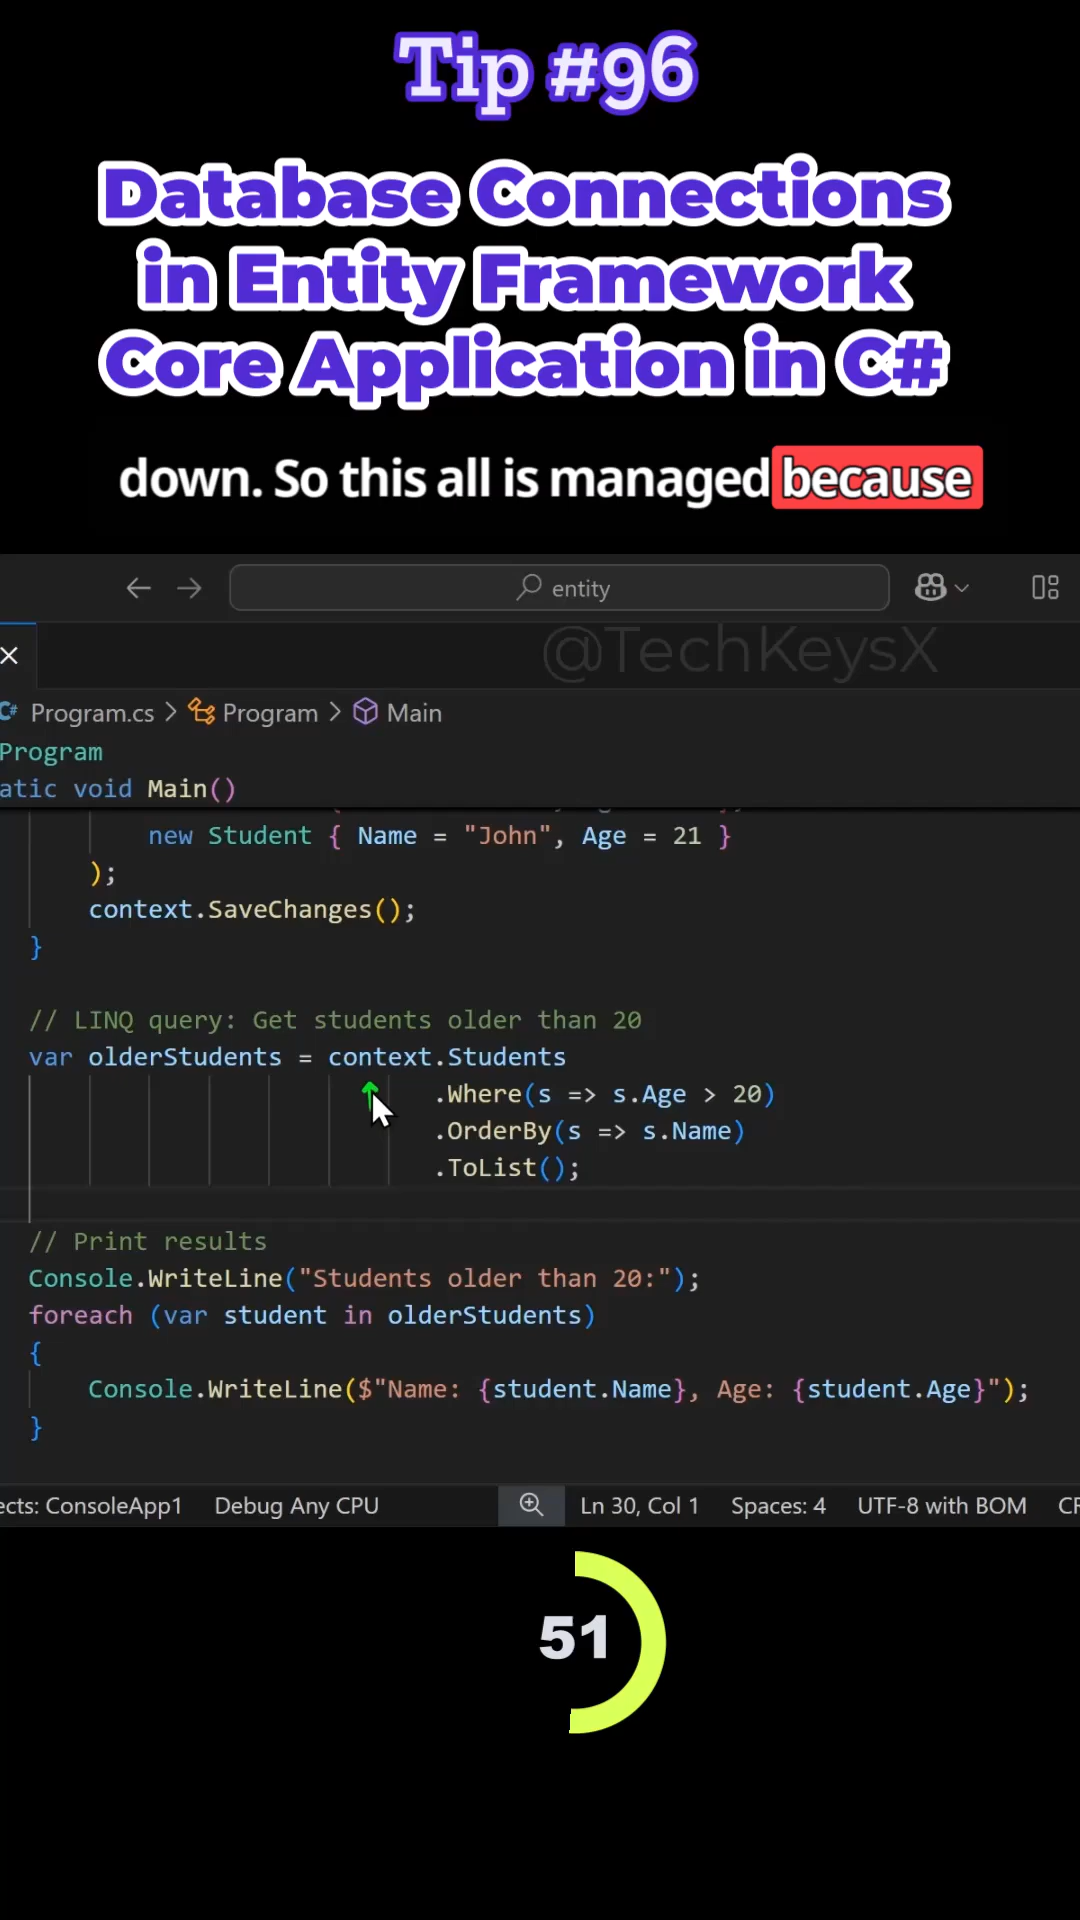 Tip #96
Database Connections
in Entity Framework
Core Application in C#
down. So this all is managed because
entity
@TechKeysX
C# Program.cs > Program > Main
Program
atic void Main()
new Student { Name = "John", Age = 21 }
);
context.SaveChanges();
}
// LINQ query: Get students older than 20
var olderStudents = context.Students
.Where(s => s.Age > 20)
.OrderBy(s => s.Name)
.ToList();
// Print results
Console.WriteLine("Students older than 20:");
foreach (var student in olderStudents)
{
Console.WriteLine($"Name: {student.Name}, Age: {student.Age}");
}
ects: ConsoleApp1 Debug Any CPU Ln 30, Col 1 Spaces: 4 UTF-8 with BOM CR
51